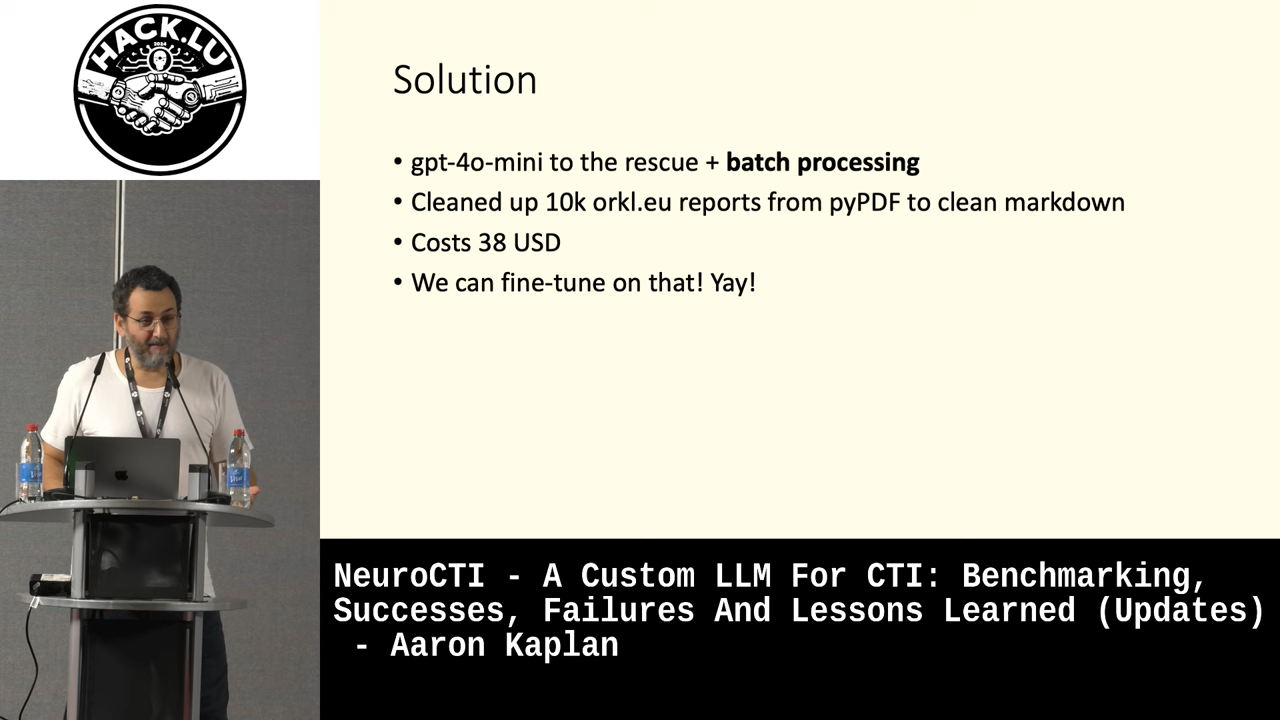 HACK.LU
2024
Solution
• gpt-4o-mini to the rescue + batch processing
• Cleaned up 10k orkl.eu reports from pyPDF to clean markdown
• Costs 38 USD
• We can fine-tune on that! Yay!
NeuroCTI - A Custom LLM For CTI: Benchmarking,
Successes, Failures And Lessons Learned (Updates)
- Aaron Kaplan